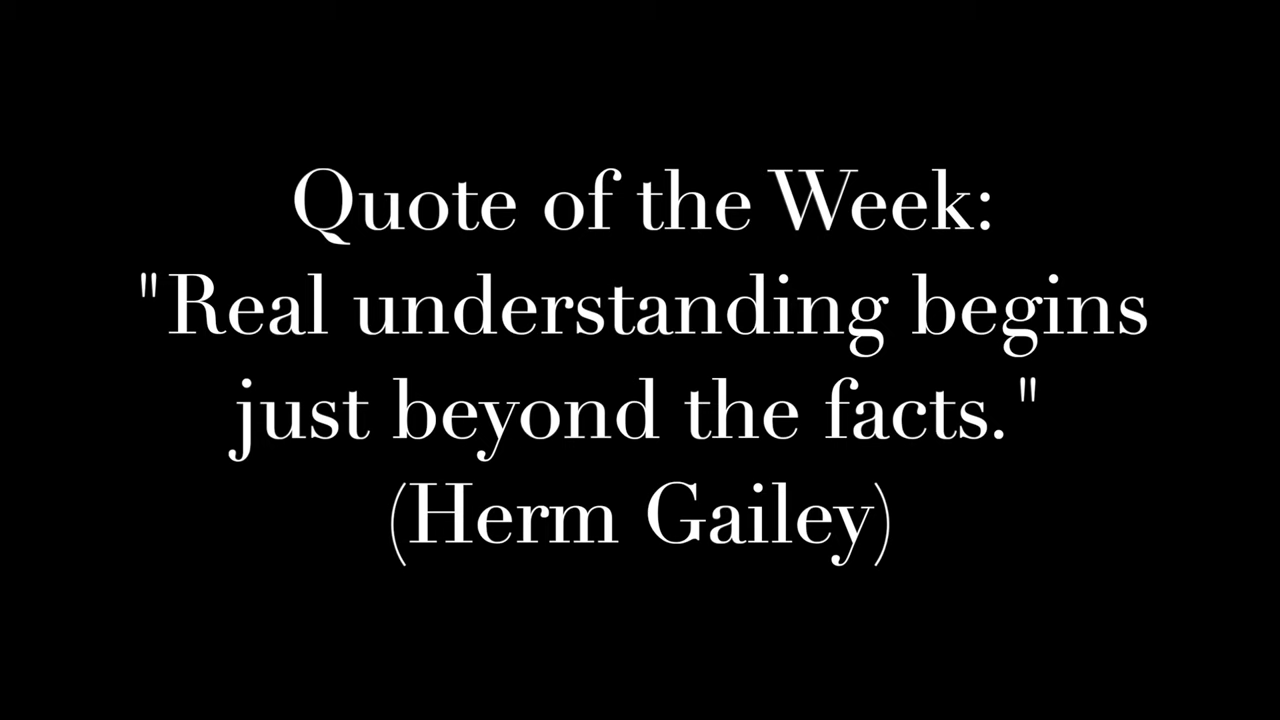 Quote of the Week:
"Real understanding begins
just beyond the facts."
(Herm Gailey)